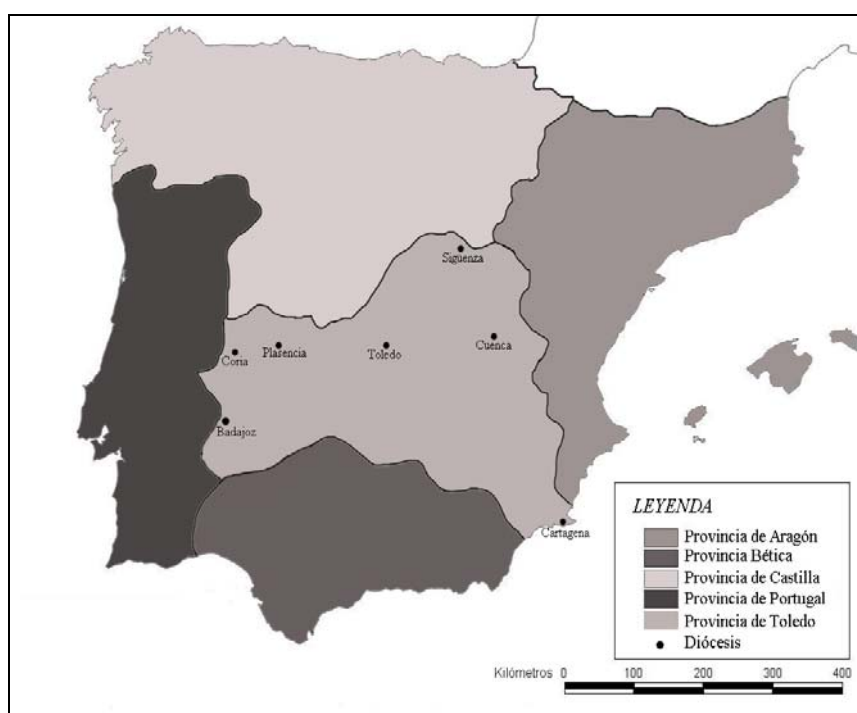 Sigüenza
Coria
Plasencia
Toledo
Cuenca
Badajoz
Cartagena
LEYENDA
Provincia de Aragón
Provincia Bética
Provincia de Castilla
Provincia de Portugal
Provincia de Toledo
Diócesis
Kilómetros 0 100 200 300 400